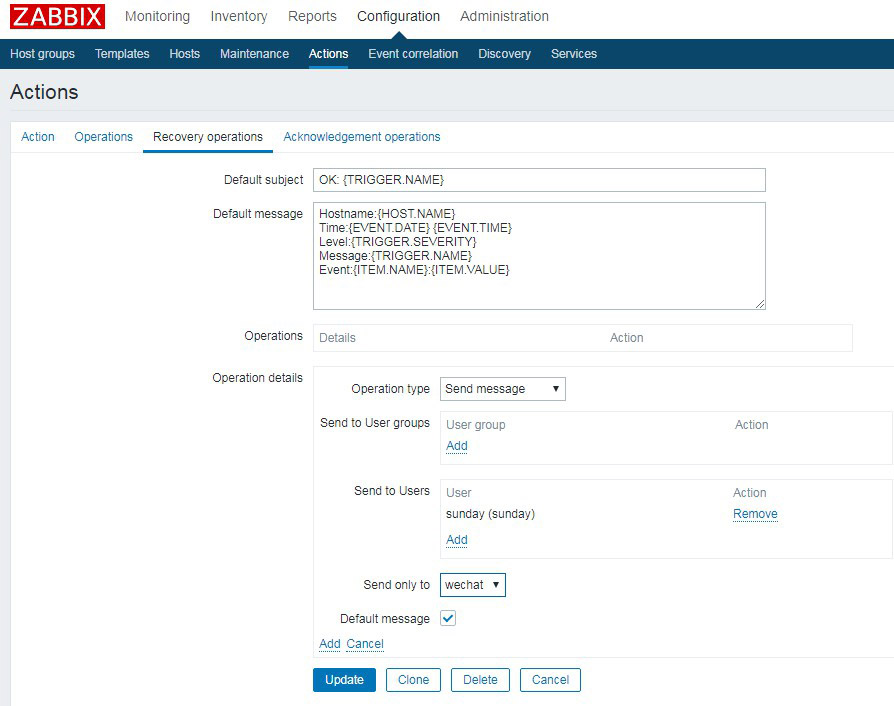 ZABBIX Monitoring Inventory Reports Configuration Administration
Host groups Templates Hosts Maintenance Actions Event correlation Discovery Services
Actions
Action Operations Recovery operations Acknowledgement operations
Default subject OK: {TRIGGER.NAME}
Default message Hostname:{HOST.NAME}
Time:{EVENT.DATE} {EVENT.TIME}
Level:{TRIGGER.SEVERITY}
Message:{TRIGGER.NAME}
Event:{ITEM.NAME}:{ITEM.VALUE}
Operations Details Action
Operation details
Operation type Send message
Send to User groups User group Action
Add
Send to Users User Action
sunday (sunday) Remove
Add
Send only to wechat
Default message
Add Cancel
Update Clone Delete Cancel